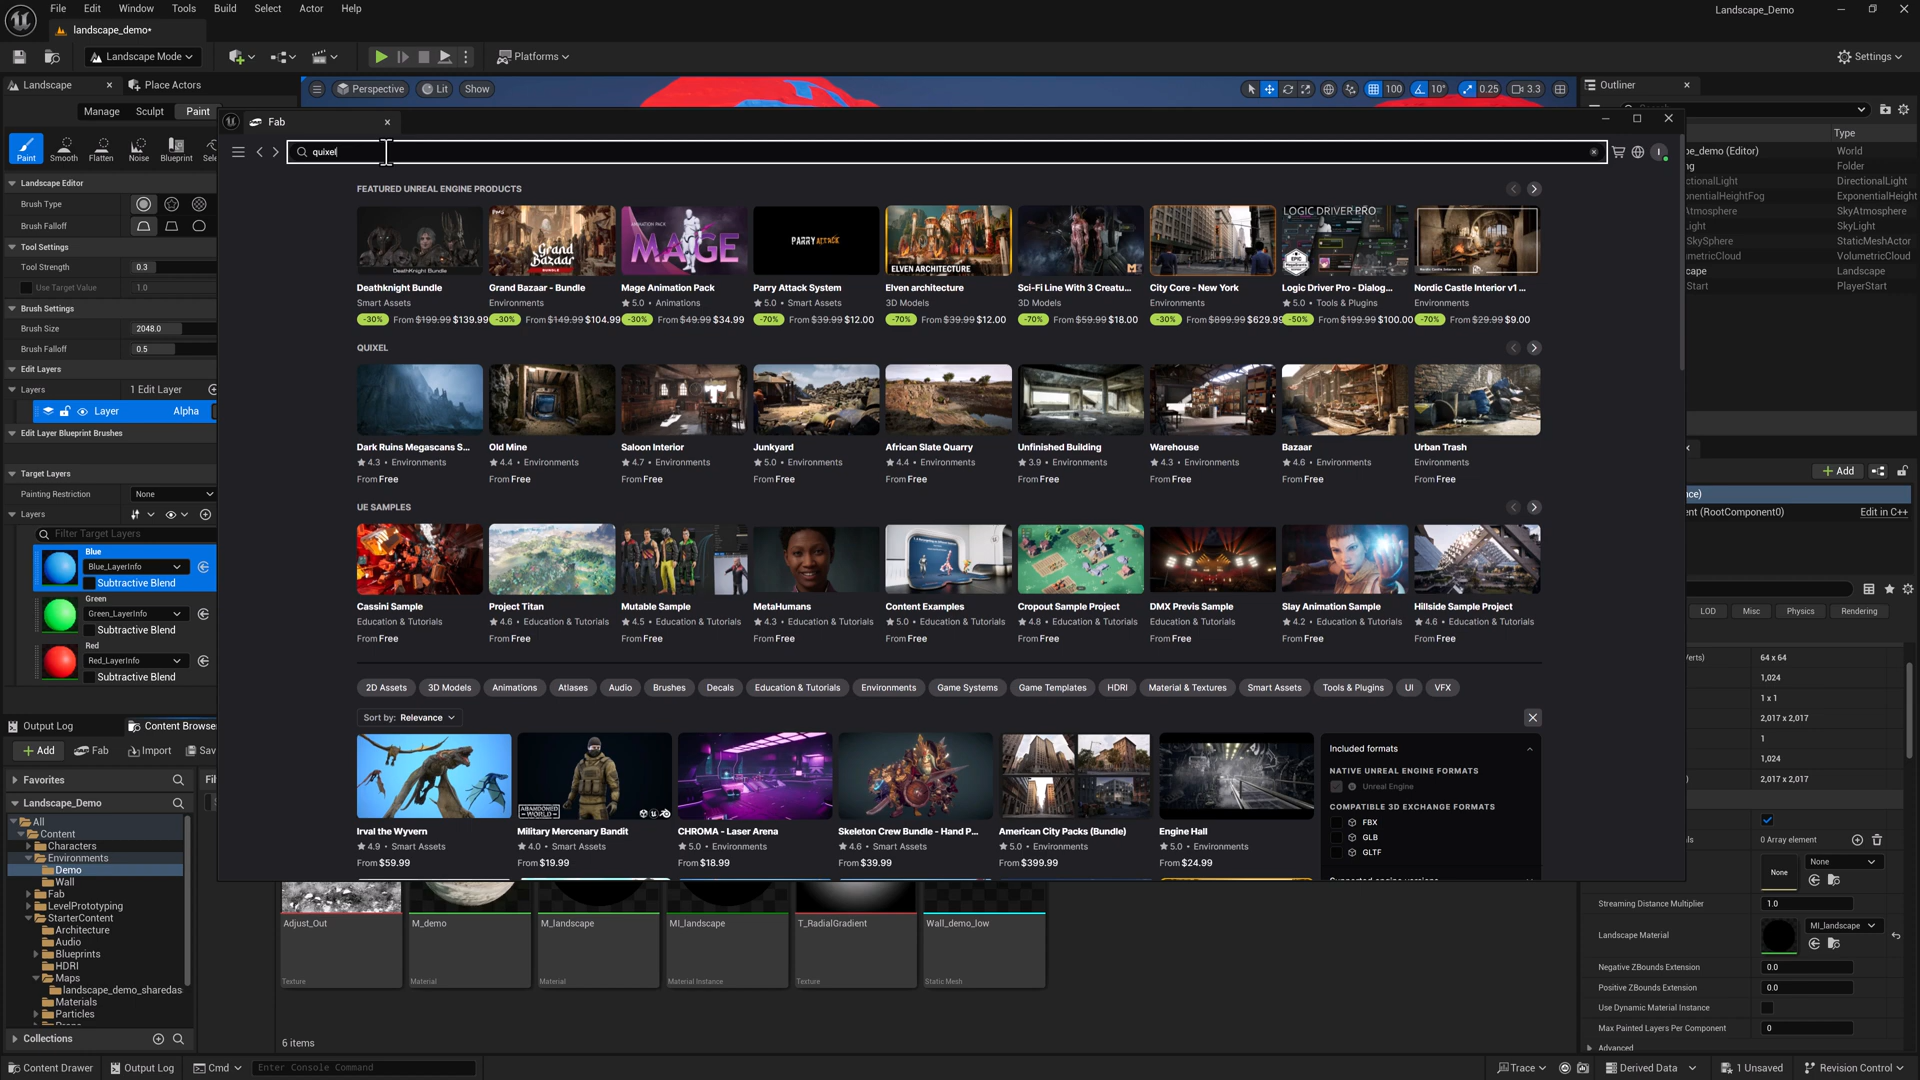 File Edit Window Tools Build Select Actor Help
Landscape_Demo
landscape_demo*
Landscape Mode
Platforms
Settings
Landscape
Place Actors
Perspective
Lit
Show
100
10°
0.25
3.3
Outliner
Manage
Sculpt
Paint
Fab
Type
Paint
Smooth
Flatten
Noise
Blueprint
quixel
pe_demo (Editor)
World
Folder
DirectionalLight
ExponentialHeight
SkyAtmosphere
SkyLight
StaticMeshActor
VolumetricCloud
Landscape
PlayerStart
Landscape Editor
Brush Type
Brush Falloff
Tool Settings
Tool Strength
0.3
Use Target Value
1.0
Brush Settings
Brush Size
2048.0
Brush Falloff
0.5
Edit Layers
Layers
1 Edit Layer
Layer
Alpha
Edit Layer Blueprint Brushes
Target Layers
Painting Restriction
None
Layers
Filter Target Layers
Blue
Blue_LayerInfo
Subtractive Blend
Green
Green_LayerInfo
Subtractive Blend
Red
Red_LayerInfo
Subtractive Blend
FEATURED UNREAL ENGINE PRODUCTS
DeathKnight Bundle
Grand Bazaar
BUNDLE
MAGE
PARRY ATTACK
ELVEN ARCHITECTURE
LOGIC DRIVER PRO
Deathknight Bundle
Grand Bazaar - Bundle
Mage Animation Pack
Parry Attack System
Elven architecture
Sci-Fi Line With 3 Creatu...
City Core - New York
Logic Driver Pro - Dialog...
Nordic Castle Interior v1 ...
Smart Assets
Environments
5.0 • Animations
5.0 • Smart Assets
3D Models
3D Models
Environments
5.0 • Tools & Plugins
Environments
-30% From $199.99 $139.99
-30% From $149.99 $104.99
-30% From $49.99 $34.99
-70% From $39.99 $12.00
-70% From $39.99 $12.00
-70% From $59.99 $18.00
-30% From $899.99 $629.99
-50% From $199.99 $100.00
-70% From $29.99 $9.00
QUIXEL
Dark Ruins Megascans S...
Old Mine
Saloon Interior
Junkyard
African Slate Quarry
Unfinished Building
Warehouse
Bazaar
Urban Trash
4.3 • Environments
4.4 • Environments
4.7 • Environments
5.0 • Environments
4.4 • Environments
3.9 • Environments
4.3 • Environments
4.6 • Environments
Environments
From Free
From Free
From Free
From Free
From Free
From Free
From Free
From Free
From Free
UE SAMPLES
Cassini Sample
Project Titan
Mutable Sample
MetaHumans
Content Examples
Cropout Sample Project
DMX Previs Sample
Slay Animation Sample
Hillside Sample Project
Education & Tutorials
4.6 • Education & Tutorials
4.5 • Education & Tutorials
4.3 • Education & Tutorials
5.0 • Education & Tutorials
4.8 • Education & Tutorials
Education & Tutorials
4.2 • Education & Tutorials
4.6 • Education & Tutorials
From Free
From Free
From Free
From Free
From Free
From Free
From Free
From Free
From Free
2D Assets
3D Models
Animations
Atlases
Audio
Brushes
Decals
Education & Tutorials
Environments
Game Systems
Game Templates
HDRI
Material & Textures
Smart Assets
Tools & Plugins
UI
VFX
Sort by: Relevance
ABANDONED WORLD
Irval the Wyvern
Military Mercenary Bandit
CHROMA - Laser Arena
Skeleton Crew Bundle - Hand P...
American City Packs (Bundle)
Engine Hall
4.9 • Smart Assets
4.0 • Smart Assets
5.0 • Environments
4.6 • Smart Assets
5.0 • Environments
5.0 • Environments
From $59.99
From $19.99
From $18.99
From $39.99
From $399.99
From $24.99
Included formats
NATIVE UNREAL ENGINE FORMATS
Unreal Engine
COMPATIBLE 3D EXCHANGE FORMATS
FBX
GLB
GLTF
Add
ent (RootComponent0)
Edit in C++
LOD
Misc
Physics
Rendering
64 x 64
1,024
1 x 1
2,017 x 2,017
1
1,024
2,017 x 2,017
0 Array element
None
None
Streaming Distance Multiplier
1.0
Landscape Material
MI_landscape
Negative ZBounds Extension
0.0
Positive ZBounds Extension
0.0
Use Dynamic Material Instance
Max Painted Layers Per Component
0
Advanced
Output Log
Content Browse
Add
Fab
Import
Sav
Favorites
Landscape_Demo
All
Content
Characters
Environments
Demo
Wall
Fab
LevelPrototyping
StarterContent
Architecture
Audio
Blueprints
HDRI
Maps
landscape_demo_sharedas
Materials
Particles
Collections
Adjust_Out
M_demo
M_landscape
MI_landscape
T_RadialGradient
Wall_demo_low
Texture
Material
Material
Material Instance
Texture
Static Mesh
6 items
Content Drawer
Output Log
Cmd
Enter Console Command
Trace
Derived Data
1 Unsaved
Revision Control